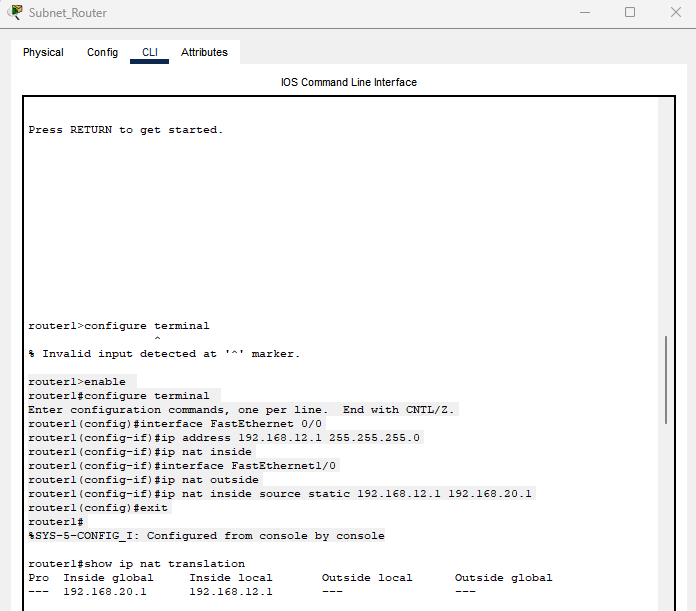 Subnet_Router
Physical Config CLI Attributes
IOS Command Line Interface
Press RETURN to get started.
router1>configure terminal
^
% Invalid input detected at '^' marker.
router1>enable
router1#configure terminal
Enter configuration commands, one per line.  End with CNTL/Z.
router1(config)#interface FastEthernet 0/0
router1(config-if)#ip address 192.168.12.1 255.255.255.0
router1(config-if)#ip nat inside
router1(config-if)#interface FastEthernet1/0
router1(config-if)#ip nat outside
router1(config-if)#ip nat inside source static 192.168.12.1 192.168.20.1
router1(config)#exit
router1#
%SYS-5-CONFIG_I: Configured from console by console
router1#show ip nat translation
Pro  Inside global     Inside local       Outside local      Outside global
---  192.168.20.1      192.168.12.1       ---                ---